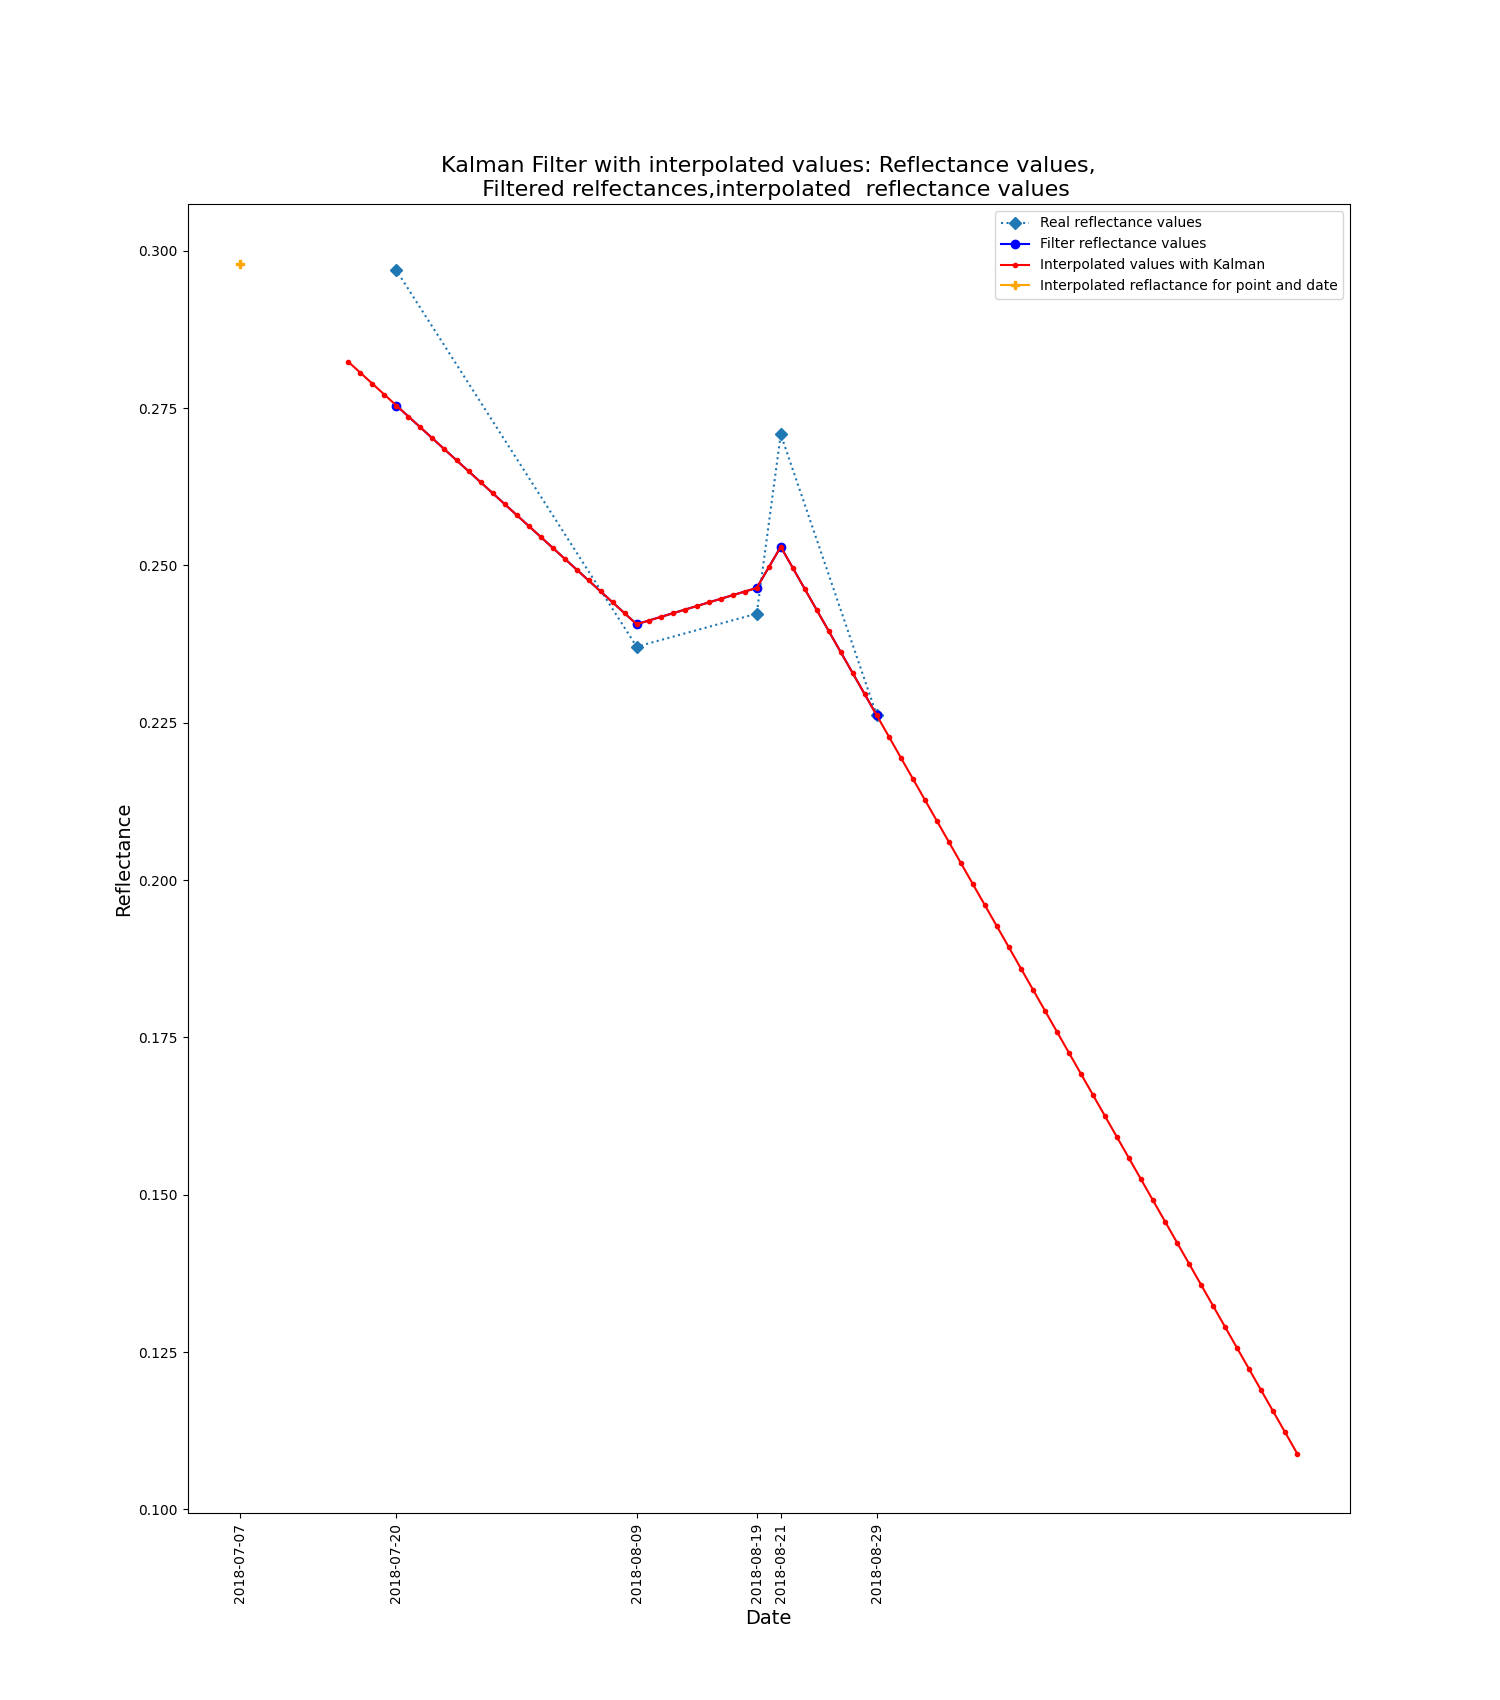 Kalman Filter with interpolated values: Reflectance values,
Filtered relfectances,interpolated  reflectance values
Real reflectance values
Filter reflectance values
Interpolated values with Kalman
Interpolated reflactance for point and date
0.300
0.275
0.250
0.225
0.200
0.175
0.150
0.125
0.100
Reflectance
2018-07-07
2018-07-20
2018-08-09
2018-08-19
2018-08-21
2018-08-29
Date